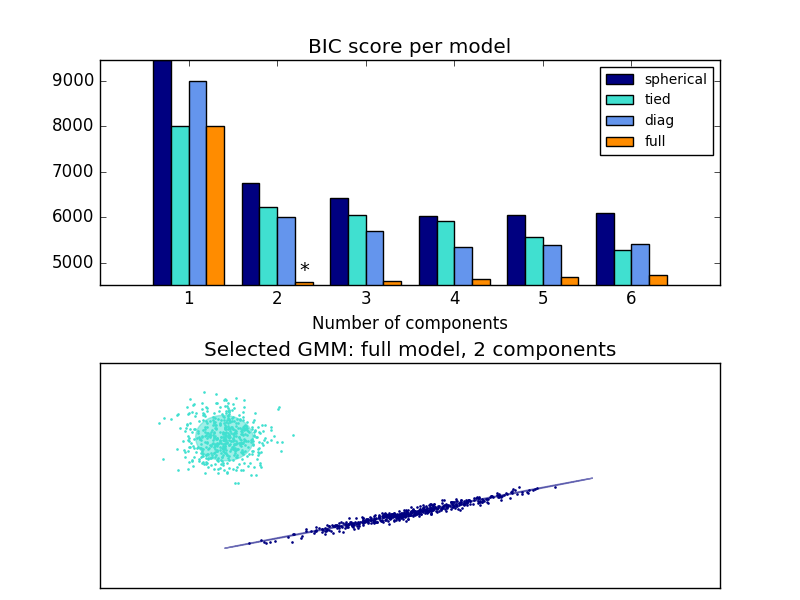 BIC score per model
9000
8000
7000
6000
5000
spherical
tied
diag
full
*
1 2 3 4 5 6
Number of components
Selected GMM: full model, 2 components